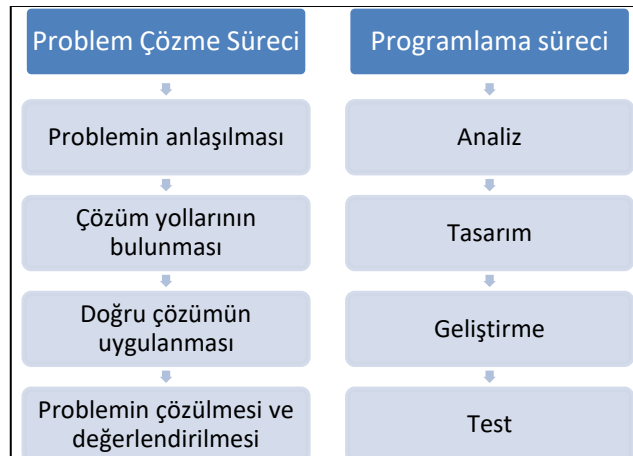 Problem Çözme Süreci
Problemin anlaşılması
Çözüm yollarının
bulunması
Doğru çözümün
uygulanması
Problemin çözülmesi ve
değerlendirilmesi
Programlama süreci
Analiz
Tasarım
Geliştirme
Test